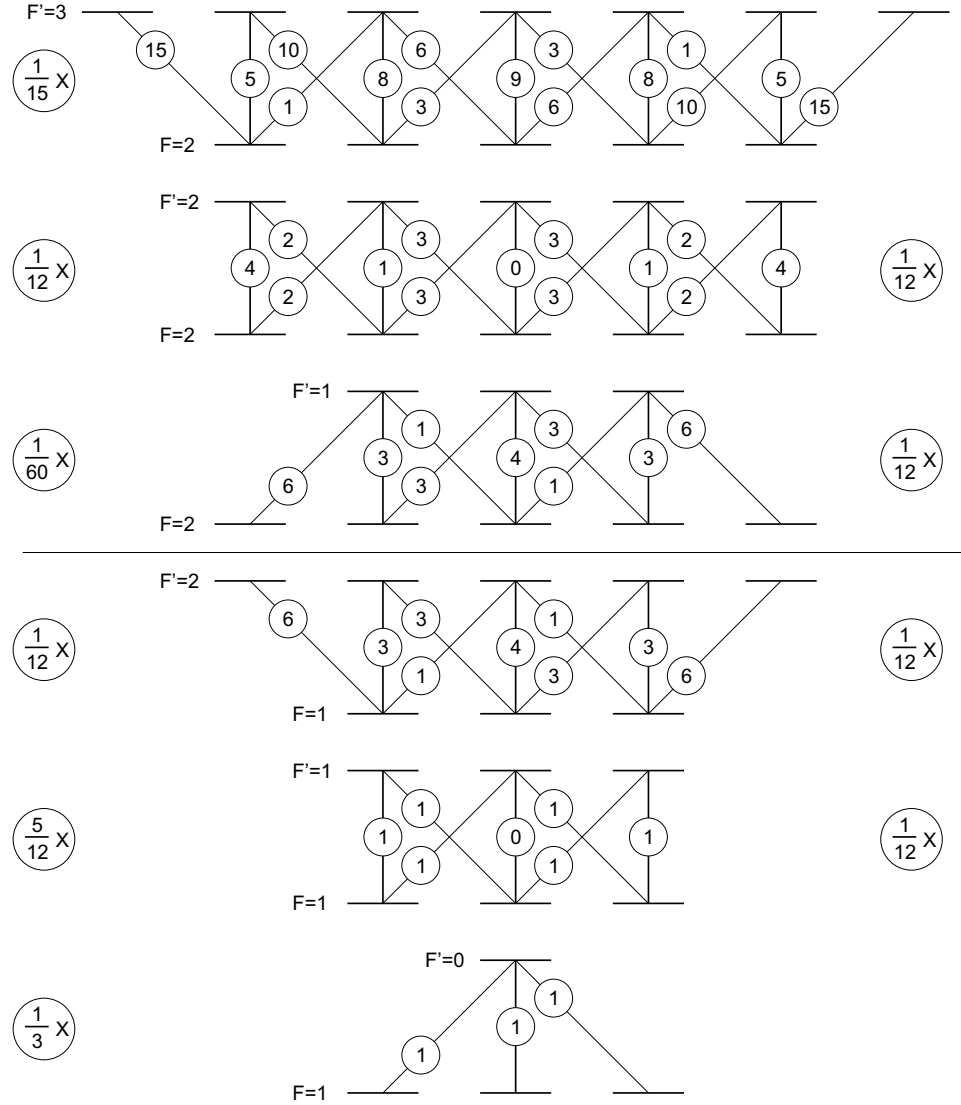 F'=3
15 10 6 3 1
1/15 X 5 8 9 8 5
1 3 6 10 15
F=2
F'=2
2 3 3 2
1/12 X 4 1 0 1 4 1/12 X
2 3 3 2
F=2
F'=1
1 3 6
1/60 X 3 4 3 1/12 X
6 3 1
F=2
F'=2
6 3 1
1/12 X 3 4 3 1/12 X
1 3 6
F=1
F'=1
1 1
5/12 X 1 0 1 1/12 X
1 1
F=1
F'=0
1
1/3 X 1
1
F=1